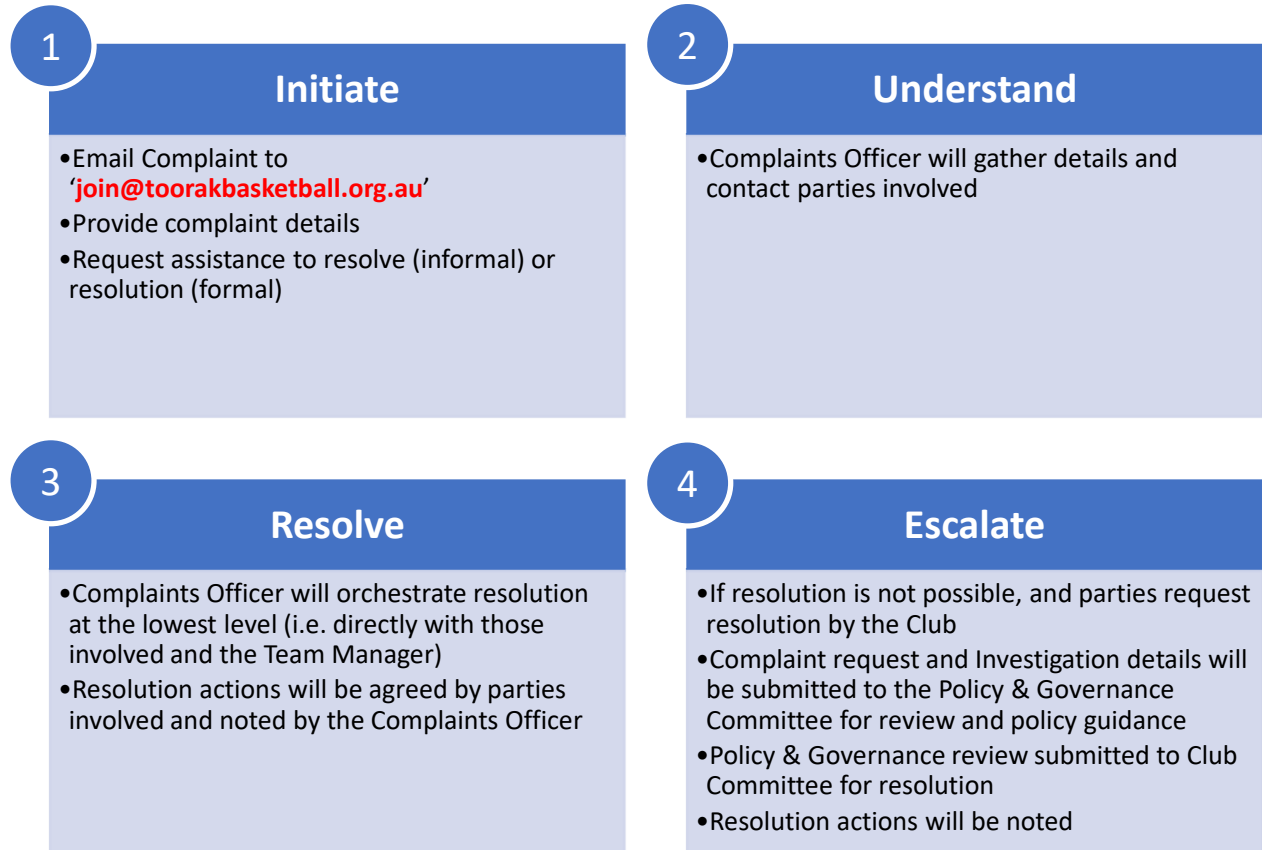 1
Initiate
•Email Complaint to
‘join@toorakbasketball.org.au’
•Provide complaint details
•Request assistance to resolve (informal) or
resolution (formal)
2
Understand
•Complaints Officer will gather details and
contact parties involved
3
Resolve
•Complaints Officer will orchestrate resolution
at the lowest level (i.e. directly with those
involved and the Team Manager)
•Resolution actions will be agreed by parties
involved and noted by the Complaints Officer
4
Escalate
•If resolution is not possible, and parties request
resolution by the Club
•Complaint request and Investigation details will
be submitted to the Policy & Governance
Committee for review and policy guidance
•Policy & Governance review submitted to Club
Committee for resolution
•Resolution actions will be noted